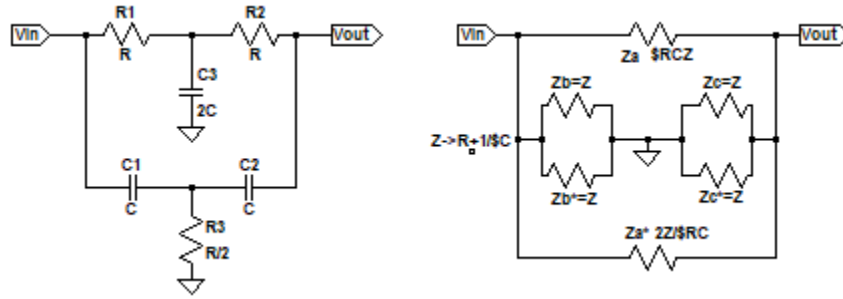 R1
R2
Vin
Vout
R
R
C3
2C
C1
C2
C
C
R3
R/2
Vin
Vout
Za $RCZ
Zb=Z
Zc=Z
Z->R+1/$C
Zb*=Z
Zc*=Z
Za* 2Z/$RC